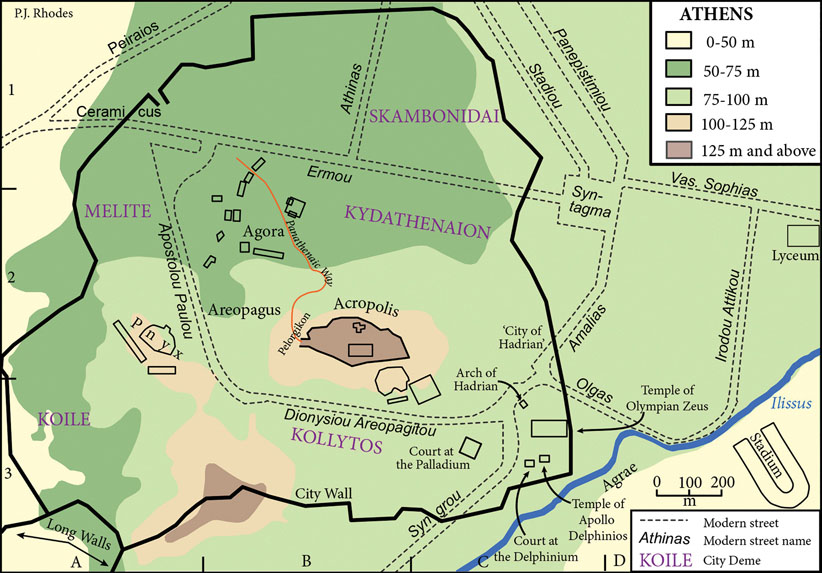 P.J. Rhodes
Peiraios
1
Cerami cus
Athinas
SKAMBONIDAI
Stadiou
Panepistimiou
ATHENS
0-50 m
50-75 m
75-100 m
100-125 m
125 m and above
Ermou
Syn-
tagma
Vas. Sophias
MELITE
KYDATHENAION
Agora
Panathenaic Way
Apostolou Paulou
Lyceum
2
Areopagus
Acropolis
Pelargikon
Pnyx
'City of
Hadrian'
Amalias
Irodou Attikou
Arch of
Hadrian
Olgas
Temple of
Olympian Zeus
Ilissus
KOILE
Dionysiou Areopagitou
KOLLYTOS
Court at
the Palladium
Stadium
3
City Wall
Syngrou
Agrae
0 100 200
m
Temple of
Apollo
Delphinios
Court at
the Delphinium
Long Walls
A
B
C
D
Modern street
Athinas Modern street name
KOILE City Deme